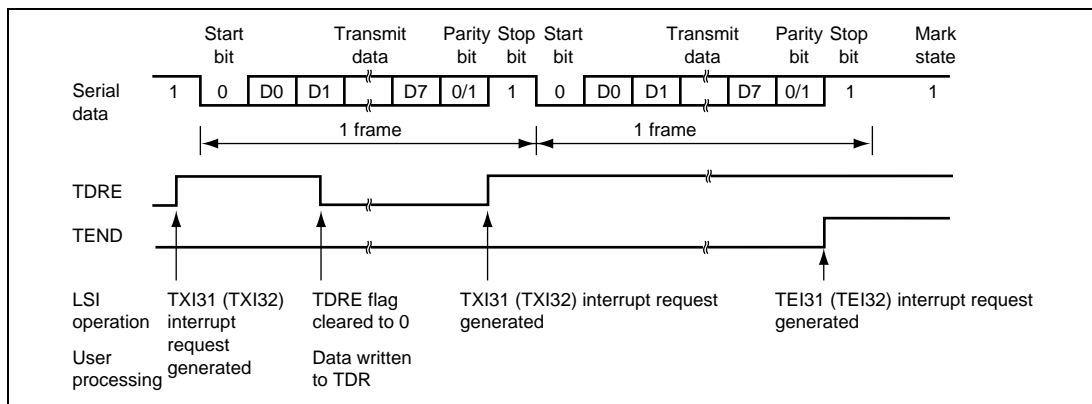 Start bit
Transmit data
Parity bit
Stop bit
Start bit
Transmit data
Parity bit
Stop bit
Mark state
Serial data
1 0 D0 D1 D7 0/1 1 0 D0 D1 D7 0/1 1 1
1 frame
1 frame
TDRE
TEND
LSI operation
TXI31 (TXI32) interrupt request generated
TDRE flag cleared to 0
TXI31 (TXI32) interrupt request generated
TEI31 (TEI32) interrupt request generated
User processing
Data written to TDR